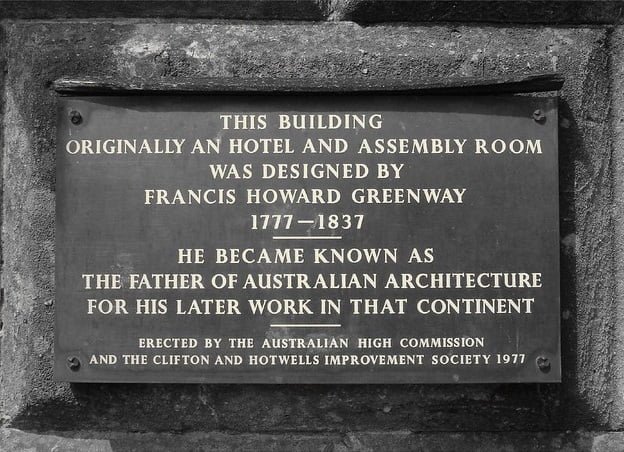 THIS BUILDING
ORIGINALLY AN HOTEL AND ASSEMBLY ROOM
WAS DESIGNED BY
FRANCIS HOWARD GREENWAY
1777—1837
HE BECAME KNOWN AS
THE FATHER OF AUSTRALIAN ARCHITECTURE
FOR HIS LATER WORK IN THAT CONTINENT
ERECTED BY THE AUSTRALIAN HIGH COMMISSION
AND THE CLIFTON AND HOTWELLS IMPROVEMENT SOCIETY 1977